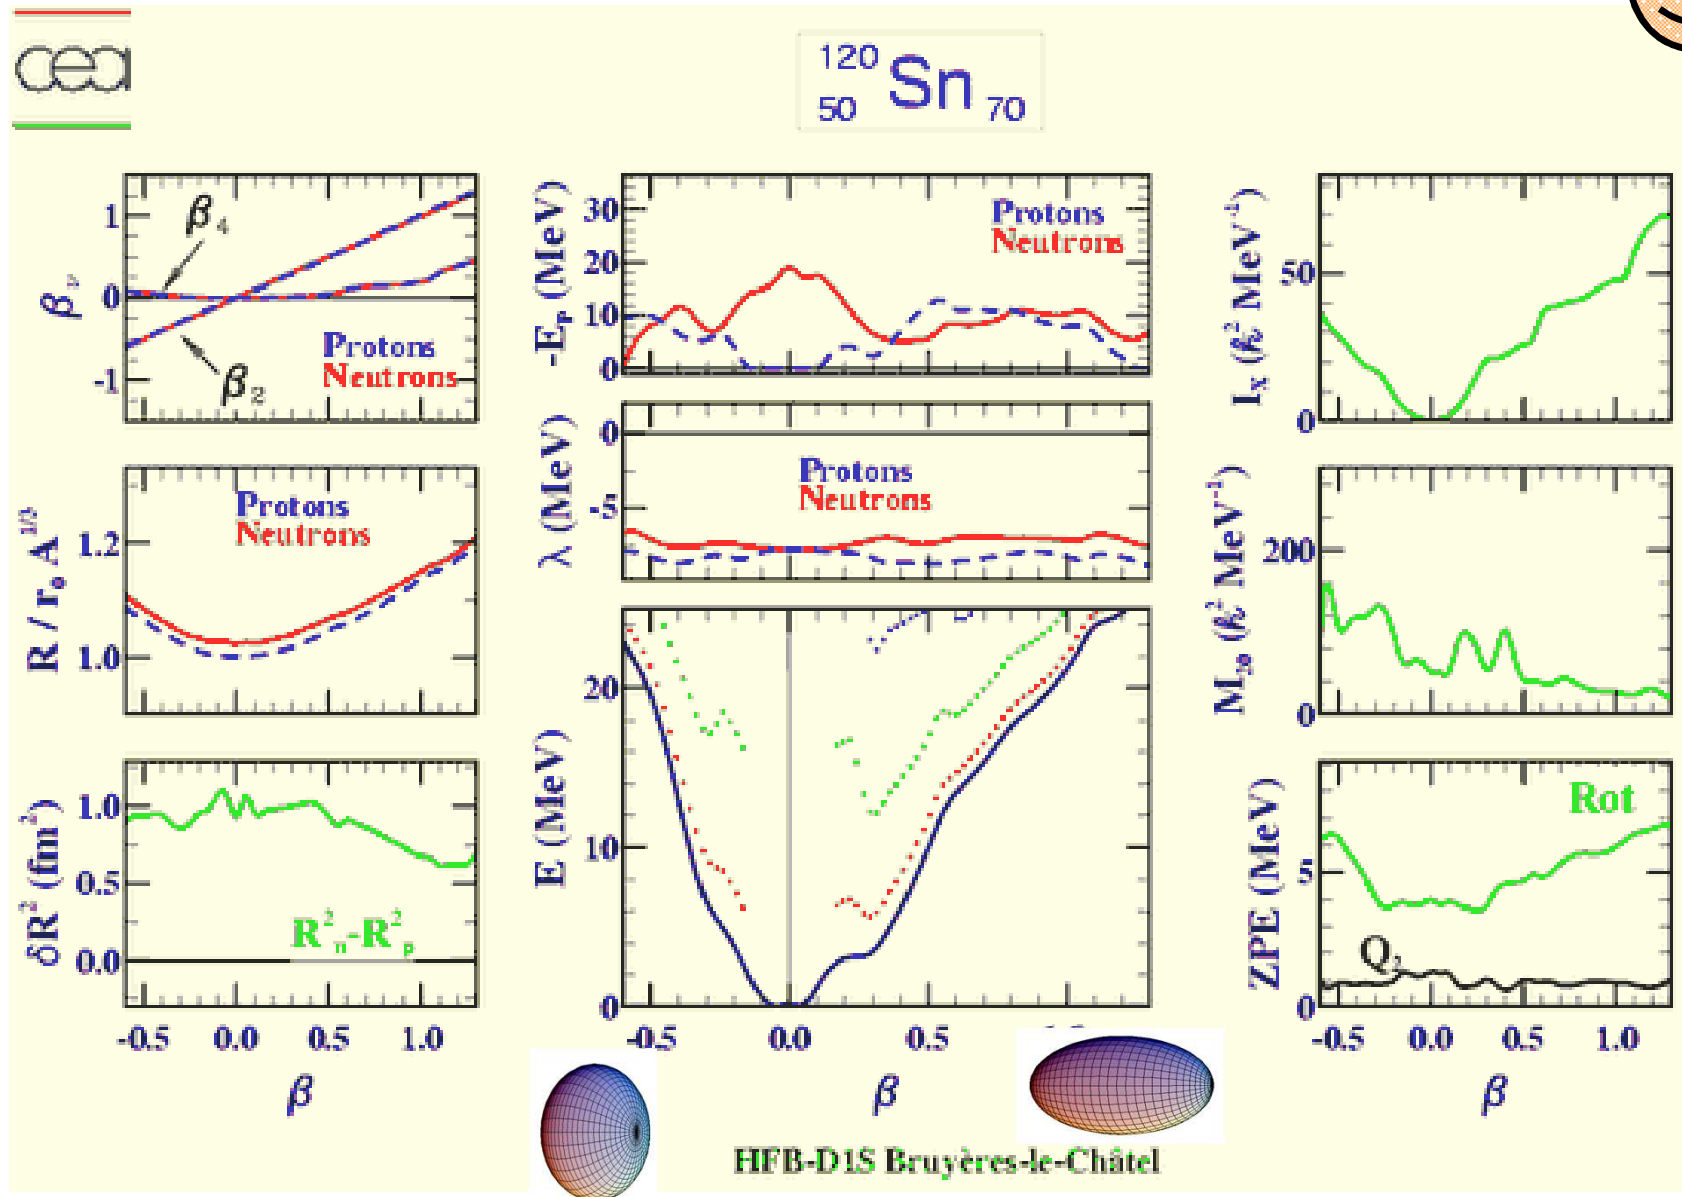 cea
120
50 Sn 70
β_ν
1
0
-1
β₄
β₂
Protons
Neutrons
R / r₀ A^1/3
1.2
1.0
Protons
Neutrons
δR² (fm²)
1.0
0.5
0.0
R²ₙ-R²ₚ
-0.5 0.0 0.5 1.0
β
-Eₚ (MeV)
30
20
10
0
Protons
Neutrons
λ (MeV)
0
-5
Protons
Neutrons
E (MeV)
20
10
0
-0.5 0.0 0.5
β
Iₓ (ℏ² MeV⁻¹)
50
0
M₂₀ (ℏ² MeV⁻¹)
200
0
ZPE (MeV)
5
0
Rot
Q₂
-0.5 0.0 0.5 1.0
β
HFB-D1S Bruyères-le-Châtel